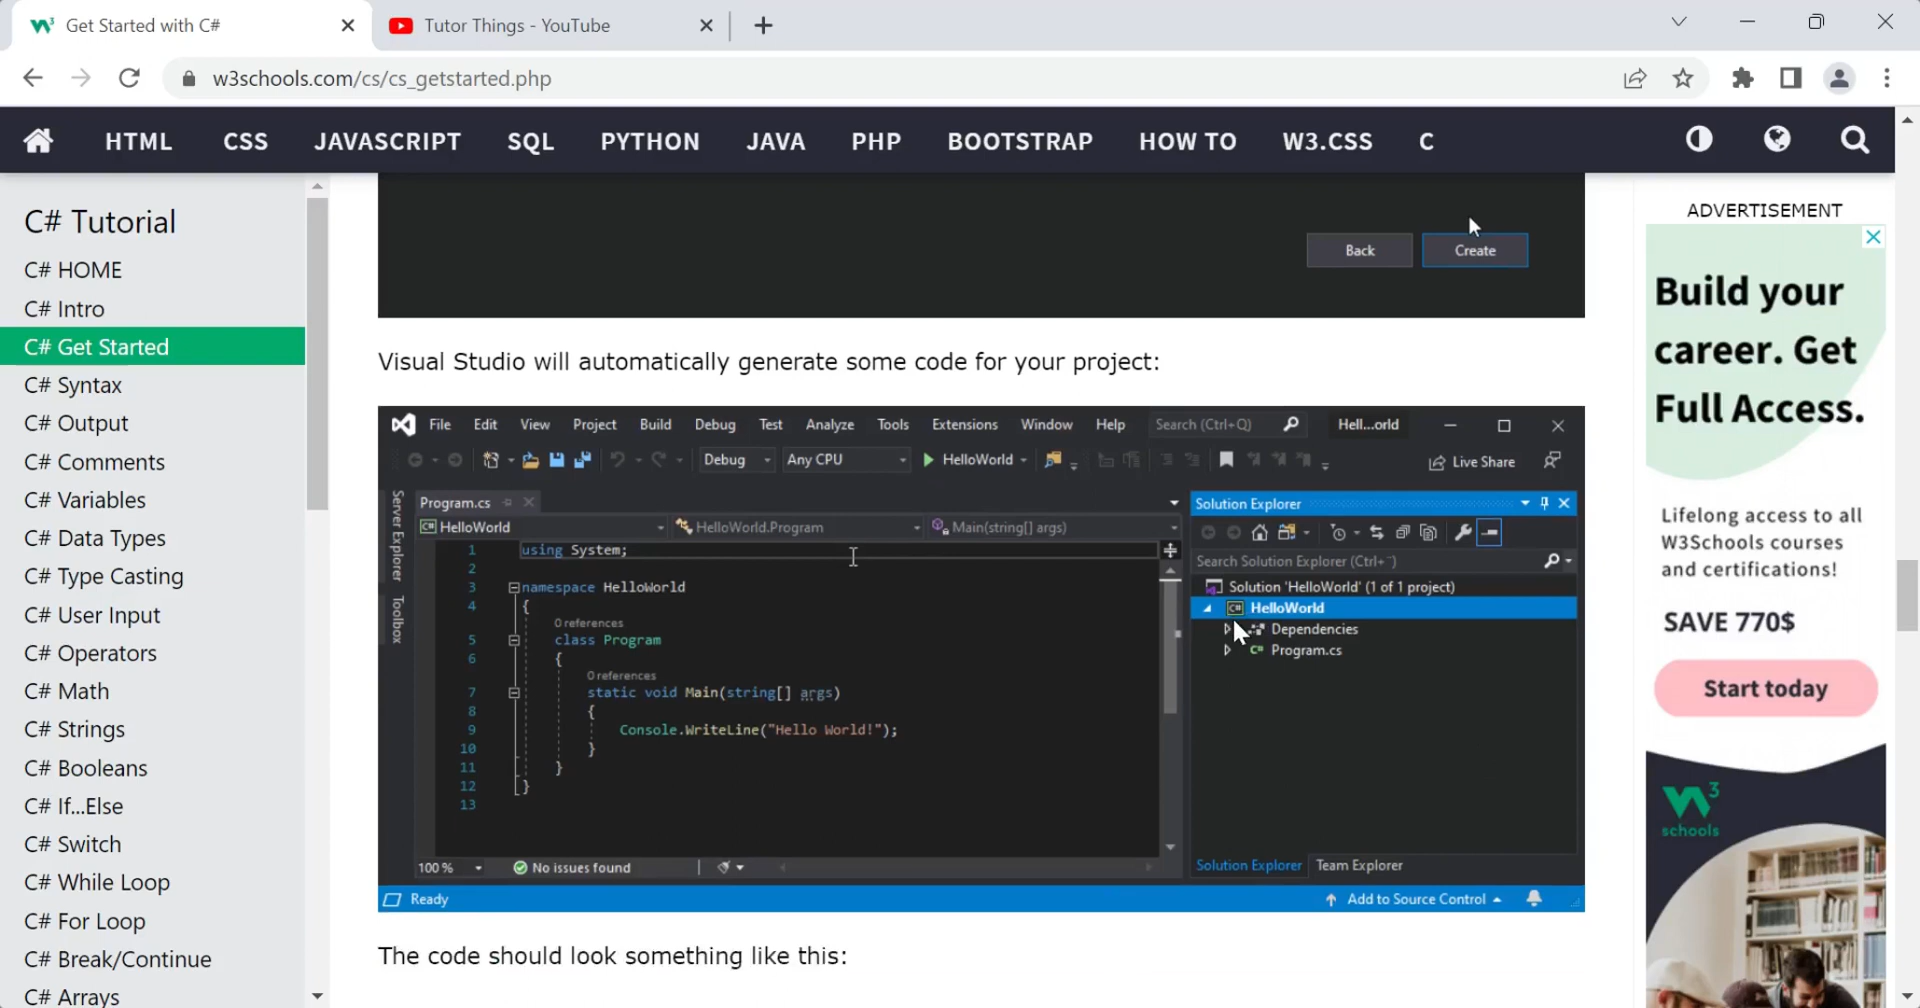 Get Started with C#
Tutor Things - YouTube
w3schools.com/cs/cs_getstarted.php
HTML CSS JAVASCRIPT SQL PYTHON JAVA PHP BOOTSTRAP HOW TO W3.CSS C
C# Tutorial
C# HOME
C# Intro
C# Get Started
C# Syntax
C# Output
C# Comments
C# Variables
C# Data Types
C# Type Casting
C# User Input
C# Operators
C# Math
C# Strings
C# Booleans
C# If...Else
C# Switch
C# While Loop
C# For Loop
C# Break/Continue
C# Arrays
Back Create
Visual Studio will automatically generate some code for your project:
File Edit View Project Build Debug Test Analyze Tools Extensions Window Help Search (Ctrl+Q) Hell...orld
Debug Any CPU HelloWorld Live Share
Server Explorer
Toolbox
Program.cs
C# HelloWorld HelloWorld.Program Main(string[] args)
1 using System;
2
3 namespace HelloWorld
4 {
0 references
5 class Program
6 {
0 references
7 static void Main(string[] args)
8 {
9 Console.WriteLine("Hello World!");
10 }
11 }
12 }
13
100 % No issues found
Solution Explorer
Search Solution Explorer (Ctrl+¨)
Solution 'HelloWorld' (1 of 1 project)
C# HelloWorld
Dependencies
C# Program.cs
Solution Explorer Team Explorer
Ready Add to Source Control
The code should look something like this:
ADVERTISEMENT
Build your
career. Get
Full Access.
Lifelong access to all
W3Schools courses
and certifications!
SAVE 770$
Start today
W3
schools